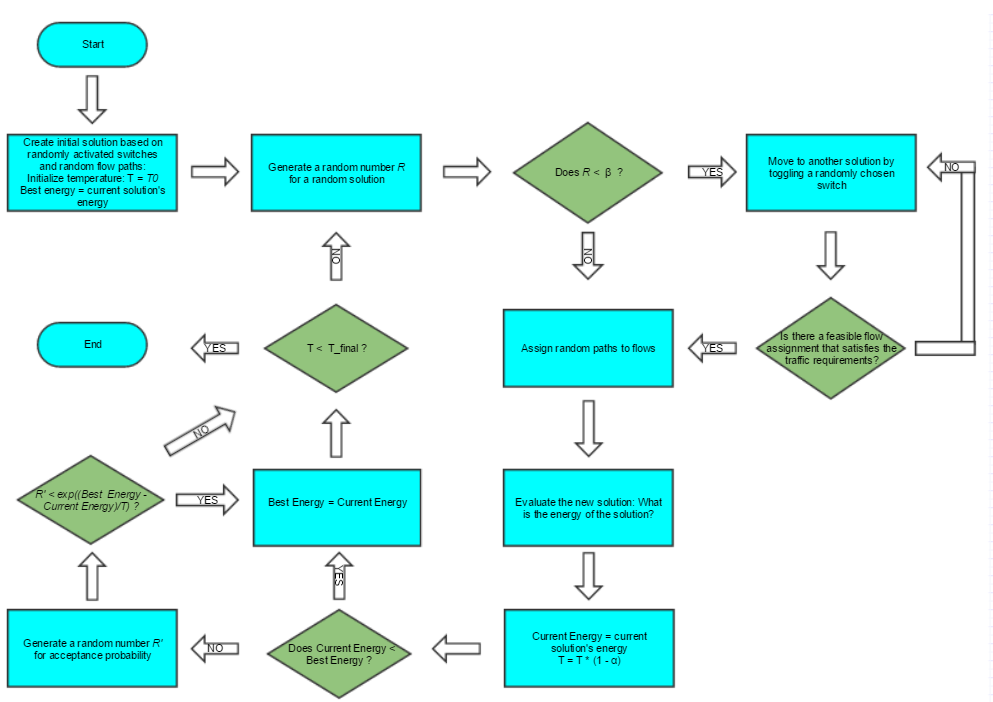 Start
Create initial solution based on
randomly activated switches
and random flow paths:
Initialize temperature: T = T0
Best energy = current solution's
energy
Generate a random number R
for a random solution
Does R < β ?
YES
Move to another solution by
toggling a randomly chosen
switch
NO
NO
NO
End
YES
T < T_final ?
Assign random paths to flows
YES
Is there a feasible flow
assignment that satisfies the
traffic requirements?
NO
R' < exp((Best Energy -
Current Energy)/T) ?
YES
Best Energy = Current Energy
Evaluate the new solution: What
is the energy of the solution?
YES
Generate a random number R'
for acceptance probability
NO
Does Current Energy <
Best Energy ?
Current Energy = current
solution's energy
T = T * (1 - α)